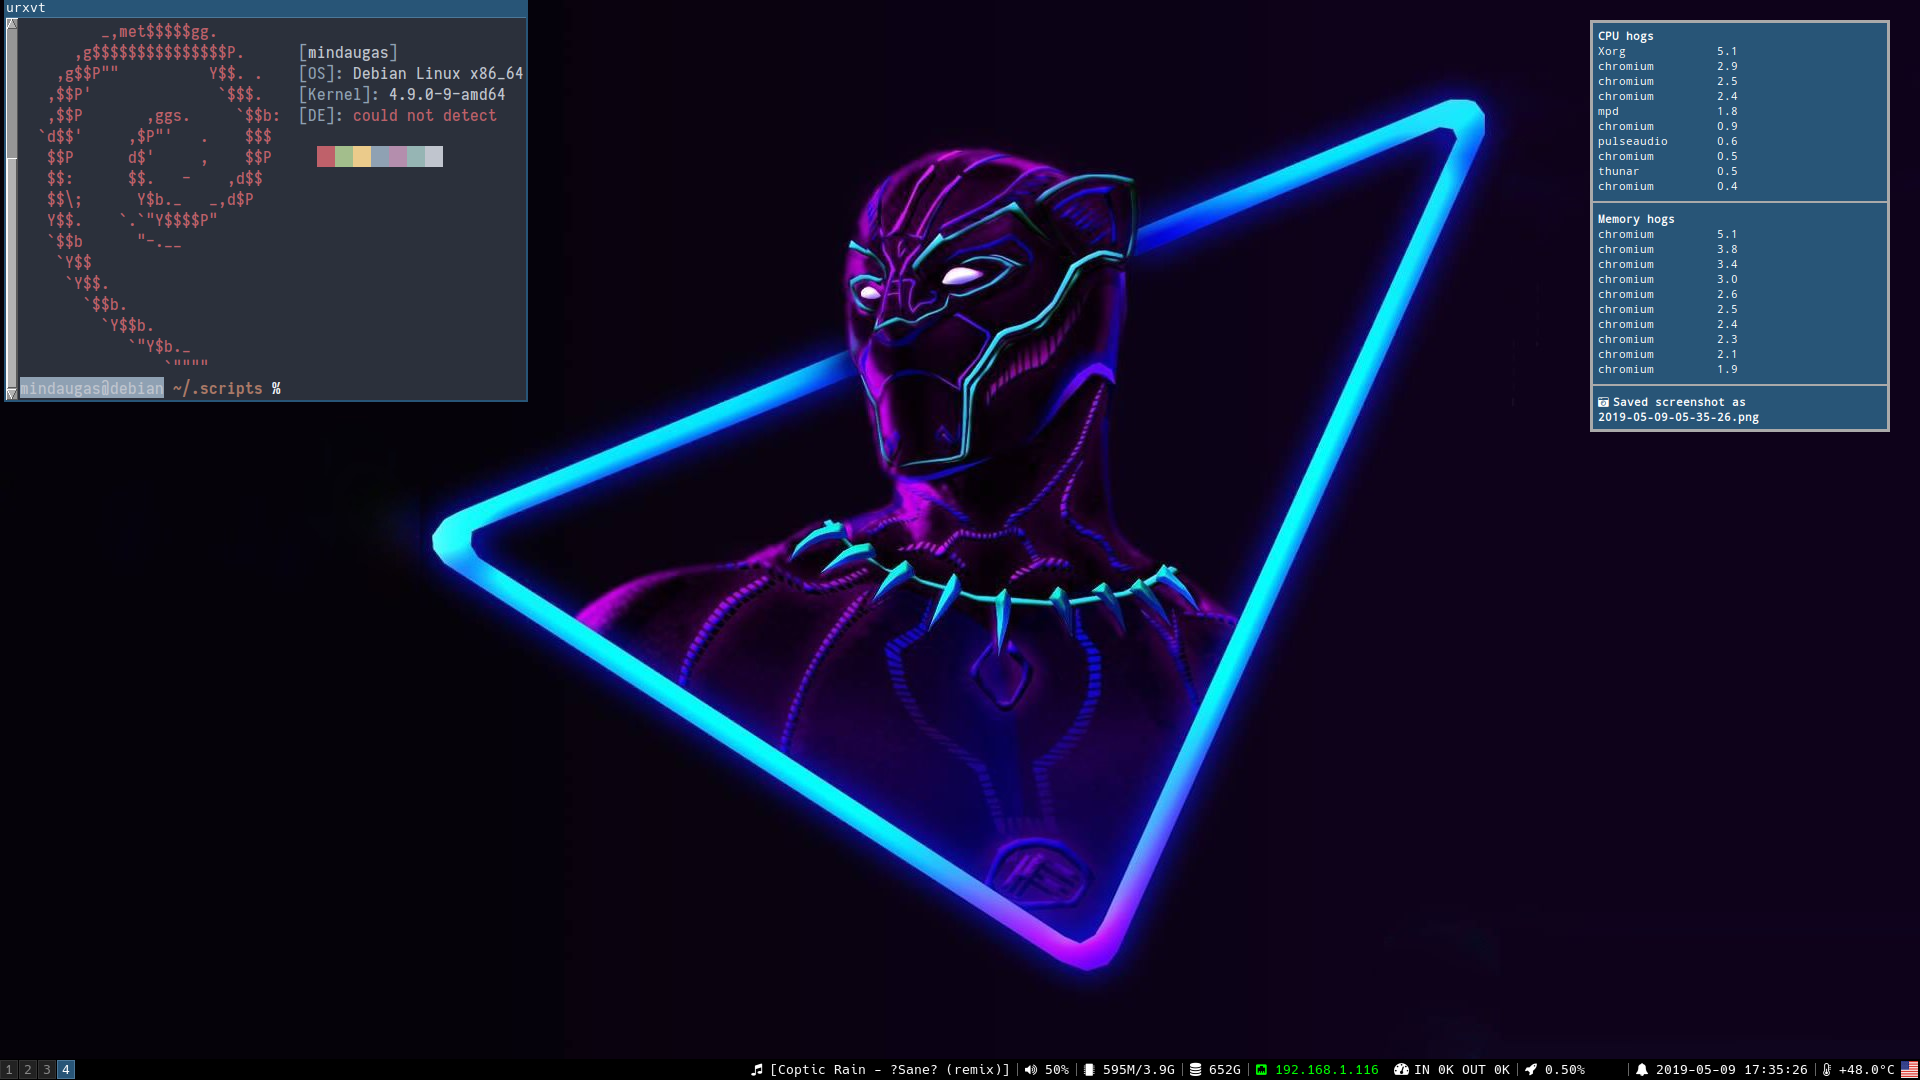 urxvt
_,met$$$$$gg.
,g$$$$$$$$$$$$$$$P.
,g$$P""          Y$$. .
,$$P'              `$$$.
,$$P       ,ggs.     `$$b:
`d$$'     ,$P"'   .    $$$
$$P      d$'     ,    $$P
$$:      $$.   -    ,d$$
$$\;      Y$b._   _,d$P
Y$$.    `.`"Y$$$$P"
`$$b      "-.__
`Y$$
`Y$$.
`$$b.
`Y$$b.
`"Y$b._
`""""
[mindaugas]
[OS]: Debian Linux x86_64
[Kernel]: 4.9.0-9-amd64
[DE]: could not detect
mindaugas@debian ~/.scripts %
CPU hogs
Xorg 5.1
chromium 2.9
chromium 2.5
chromium 2.4
mpd 1.8
chromium 0.9
pulseaudio 0.6
chromium 0.5
thunar 0.5
chromium 0.4
Memory hogs
chromium 5.1
chromium 3.8
chromium 3.4
chromium 3.0
chromium 2.6
chromium 2.5
chromium 2.4
chromium 2.3
chromium 2.1
chromium 1.9
Saved screenshot as
2019-05-09-05-35-26.png
1 2 3 4 [Coptic Rain - ?Sane? (remix)] | 50% | 595M/3.9G | 652G | 192.168.1.116 | IN 0K OUT 0K | 0.50% | 2019-05-09 17:35:26 | +48.0°C